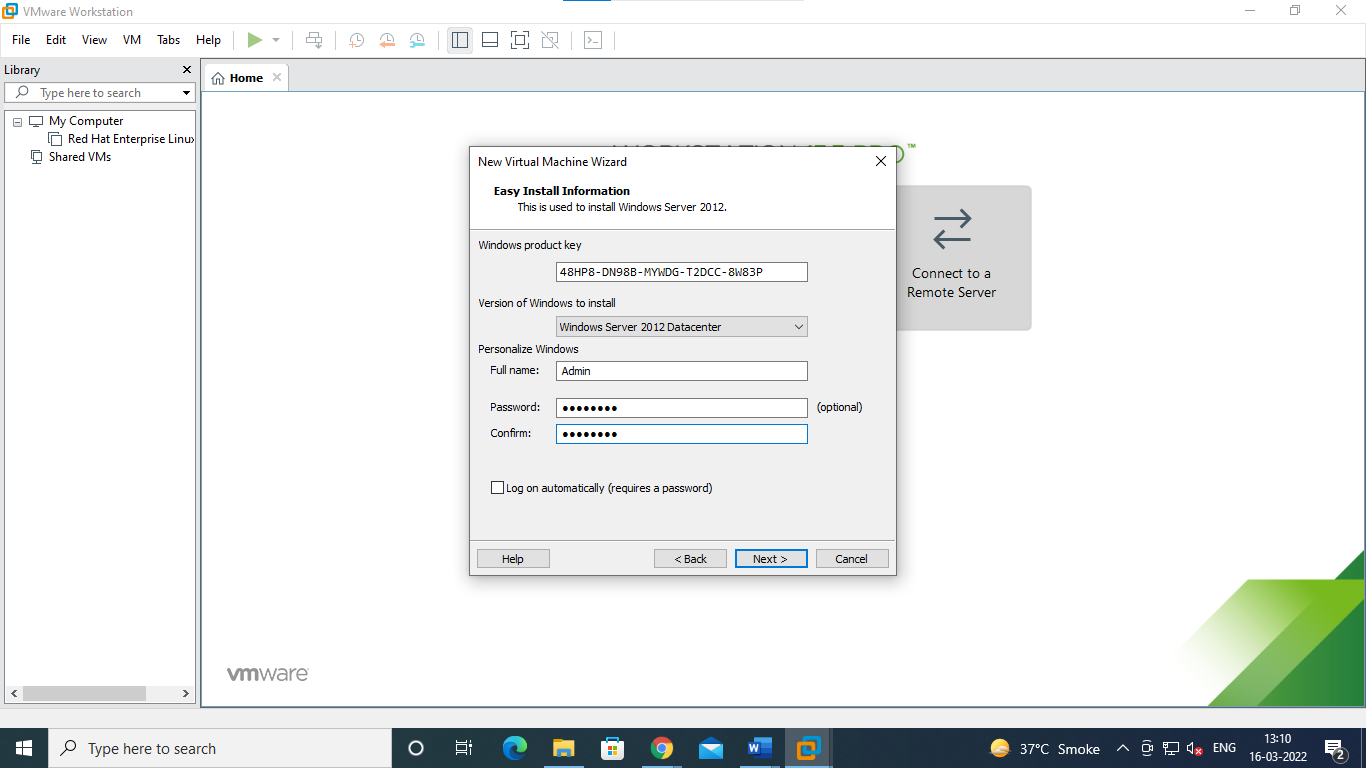 VMware Workstation
File Edit View VM Tabs Help
Library
Type here to search
My Computer
Red Hat Enterprise Linux
Shared VMs
Home
™
New Virtual Machine Wizard
Easy Install Information
This is used to install Windows Server 2012.
Windows product key
48HP8-DN98B-MYWDG-T2DCC-8W83P
Version of Windows to install
Windows Server 2012 Datacenter
Personalize Windows
Full name: Admin
Password: ●●●●●●●● (optional)
Confirm: ●●●●●●●●
Log on automatically (requires a password)
Help < Back Next > Cancel
Connect to a
Remote Server
vmware
Type here to search
37°C Smoke
ENG
13:10
16-03-2022
2